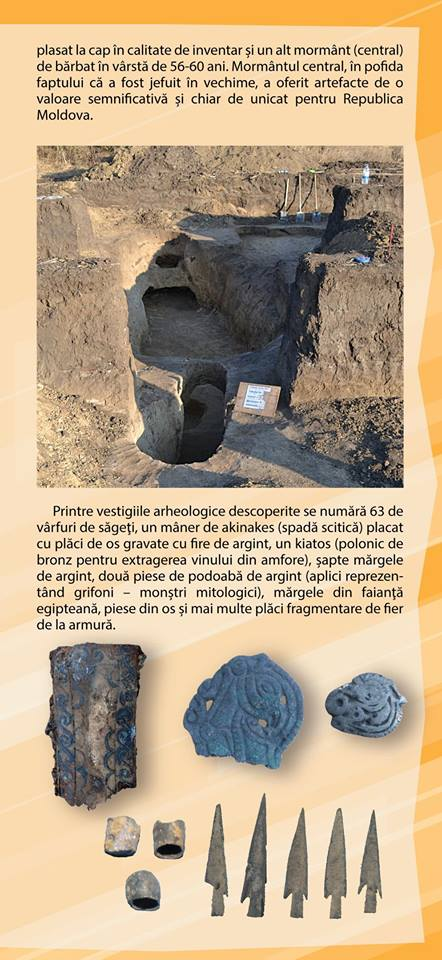 plasat la cap în calitate de inventar și un alt mormânt (central)
de bărbat în vârstă de 56-60 ani. Mormântul central, în pofida
faptului că a fost jefuit în vechime, a oferit artefacte de o
valoare semnificativă și chiar de unicat pentru Republica
Moldova.
Printre vestigiile arheologice descoperite se numără 63 de
vârfuri de săgeți, un mâner de akinakes (spadă scitică) placat
cu plăci de os gravate cu fire de argint, un kiatos (polonic de
bronz pentru extragerea vinului din amfore), șapte mărgele
de argint, două piese de podoabă de argint (aplici reprezen-
tând grifoni – monștri mitologici), mărgele din faianță
egipteană, piese din os și mai multe plăci fragmentare de fier
de la armură.